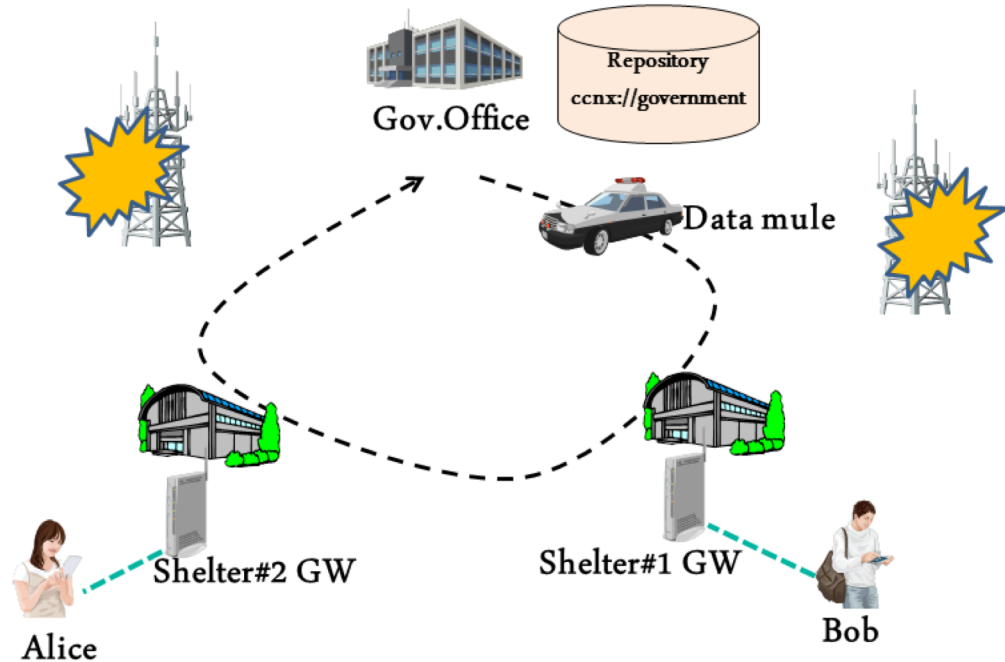 Repository
ccnx://government
Gov.Office
Data mule
Shelter#2 GW
Shelter#1 GW
Alice
Bob